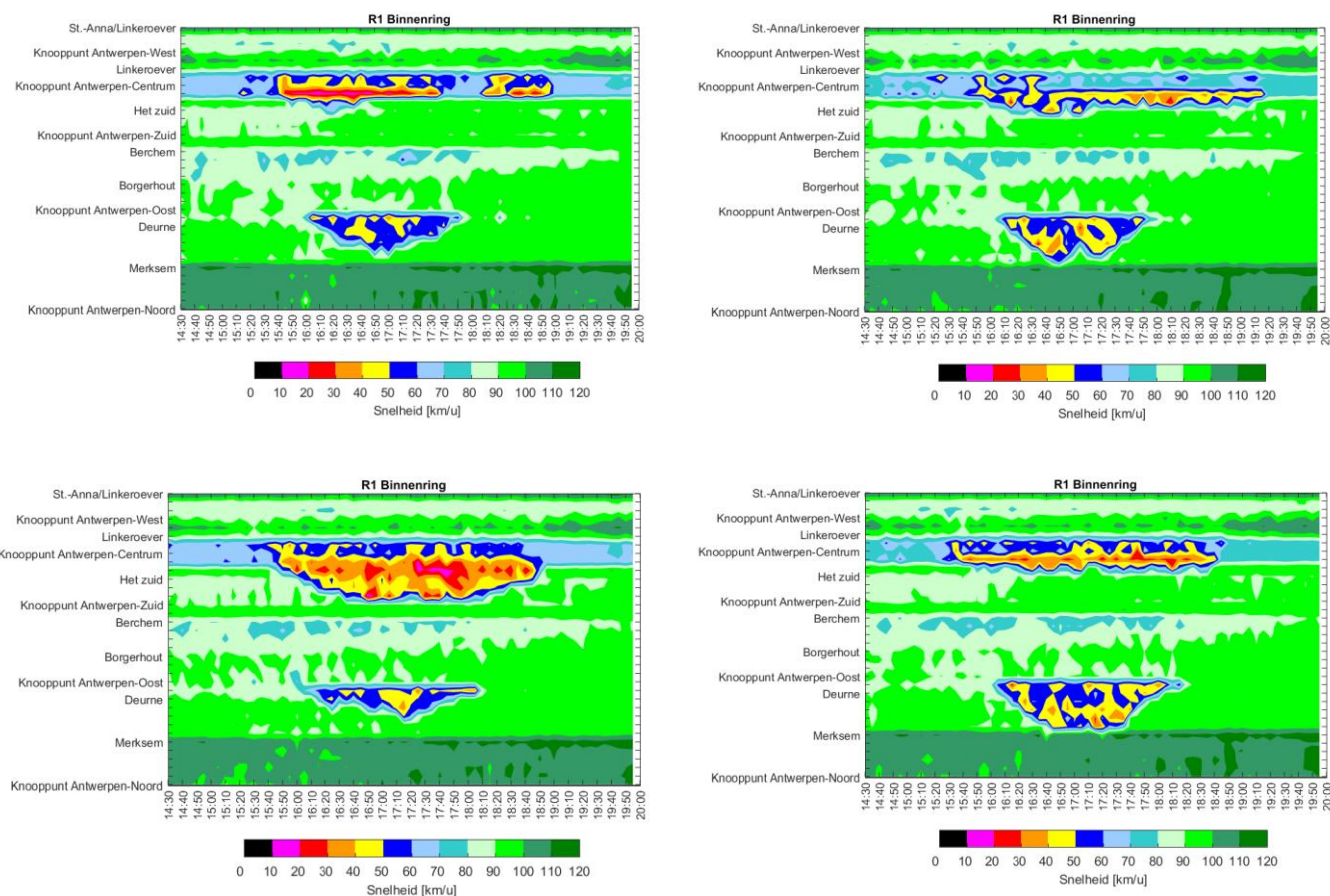 R1 Binnenring
St.-Anna/Linkeroever
Knooppunt Antwerpen-West
Linkeroever
Knooppunt Antwerpen-Centrum
Het zuid
Knooppunt Antwerpen-Zuid
Berchem
Borgerhout
Knooppunt Antwerpen-Oost
Deurne
Merksem
Knooppunt Antwerpen-Noord
14:30 14:40 14:50 15:00 15:10 15:20 15:30 15:40 15:50 16:00 16:10 16:20 16:30 16:40 16:50 17:00 17:10 17:20 17:30 17:40 17:50 18:00 18:10 18:20 18:30 18:40 18:50 19:00 19:10 19:20 19:30 19:40 19:50 20:00
0 10 20 30 40 50 60 70 80 90 100 110 120
Snelheid [km/u]
R1 Binnenring
St.-Anna/Linkeroever
Knooppunt Antwerpen-West
Linkeroever
Knooppunt Antwerpen-Centrum
Het zuid
Knooppunt Antwerpen-Zuid
Berchem
Borgerhout
Knooppunt Antwerpen-Oost
Deurne
Merksem
Knooppunt Antwerpen-Noord
14:30 14:40 14:50 15:00 15:10 15:20 15:30 15:40 15:50 16:00 16:10 16:20 16:30 16:40 16:50 17:00 17:10 17:20 17:30 17:40 17:50 18:00 18:10 18:20 18:30 18:40 18:50 19:00 19:10 19:20 19:30 19:40 19:50 20:00
0 10 20 30 40 50 60 70 80 90 100 110 120
Snelheid [km/u]
R1 Binnenring
St.-Anna/Linkeroever
Knooppunt Antwerpen-West
Linkeroever
Knooppunt Antwerpen-Centrum
Het zuid
Knooppunt Antwerpen-Zuid
Berchem
Borgerhout
Knooppunt Antwerpen-Oost
Deurne
Merksem
Knooppunt Antwerpen-Noord
14:30 14:40 14:50 15:00 15:10 15:20 15:30 15:40 15:50 16:00 16:10 16:20 16:30 16:40 16:50 17:00 17:10 17:20 17:30 17:40 17:50 18:00 18:10 18:20 18:30 18:40 18:50 19:00 19:10 19:20 19:30 19:40 19:50 20:00
0 10 20 30 40 50 60 70 80 90 100 110 120
Snelheid [km/u]
R1 Binnenring
St.-Anna/Linkeroever
Knooppunt Antwerpen-West
Linkeroever
Knooppunt Antwerpen-Centrum
Het zuid
Knooppunt Antwerpen-Zuid
Berchem
Borgerhout
Knooppunt Antwerpen-Oost
Deurne
Merksem
Knooppunt Antwerpen-Noord
14:30 14:40 14:50 15:00 15:10 15:20 15:30 15:40 15:50 16:00 16:10 16:20 16:30 16:40 16:50 17:00 17:10 17:20 17:30 17:40 17:50 18:00 18:10 18:20 18:30 18:40 18:50 19:00 19:10 19:20 19:30 19:40 19:50 20:00
0 10 20 30 40 50 60 70 80 90 100 110 120
Snelheid [km/u]